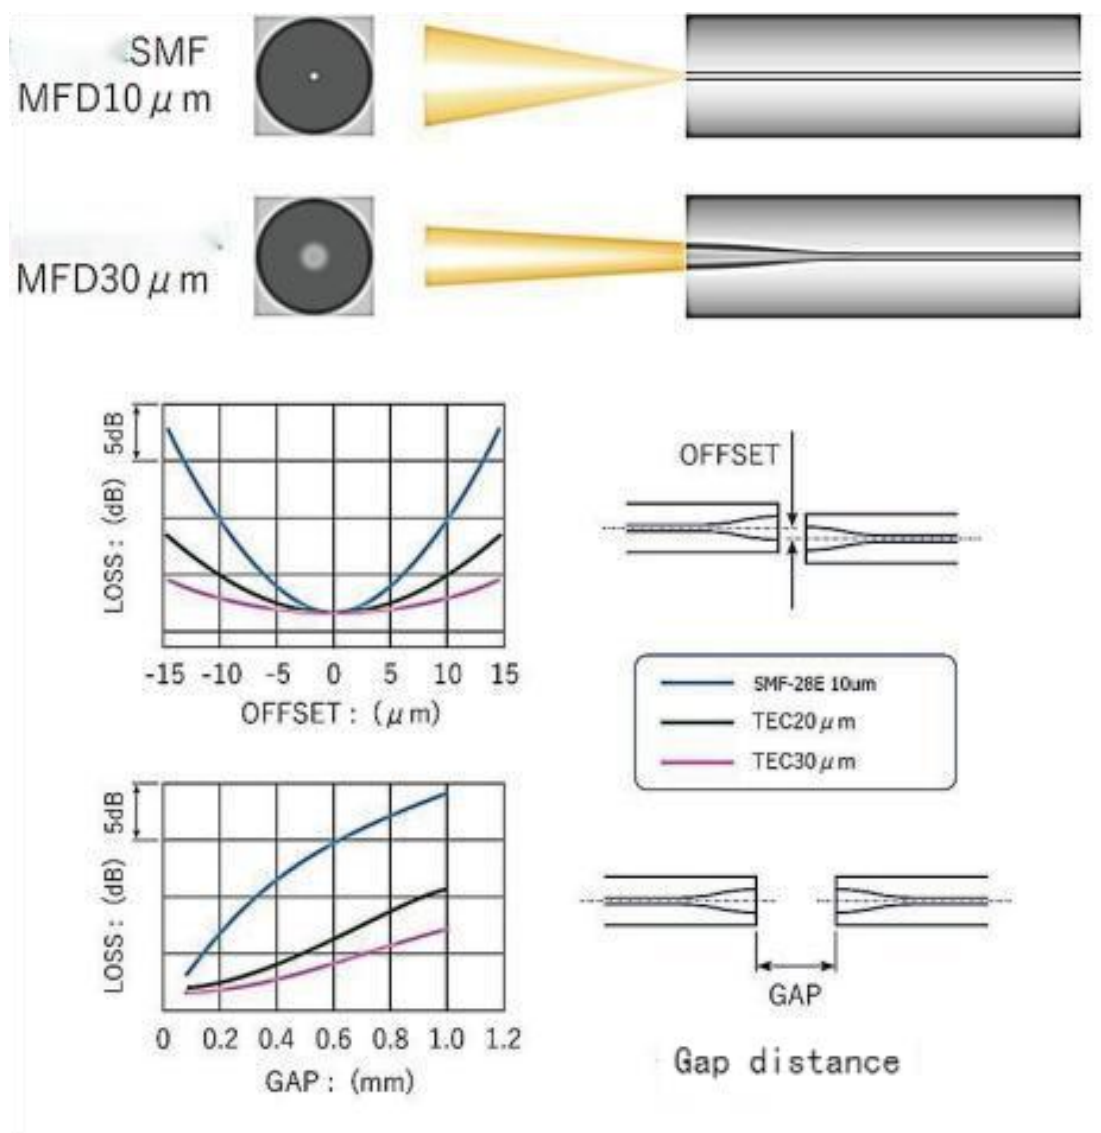 SMF
MFD10μm
MFD30μm
5dB
LOSS : (dB)
-15 -10 -5 0 5 10 15
OFFSET : (μm)
OFFSET
SMF-28E 10um
TEC20μm
TEC30μm
5dB
LOSS : (dB)
0 0.2 0.4 0.6 0.8 1.0 1.2
GAP : (mm)
GAP
Gap distance